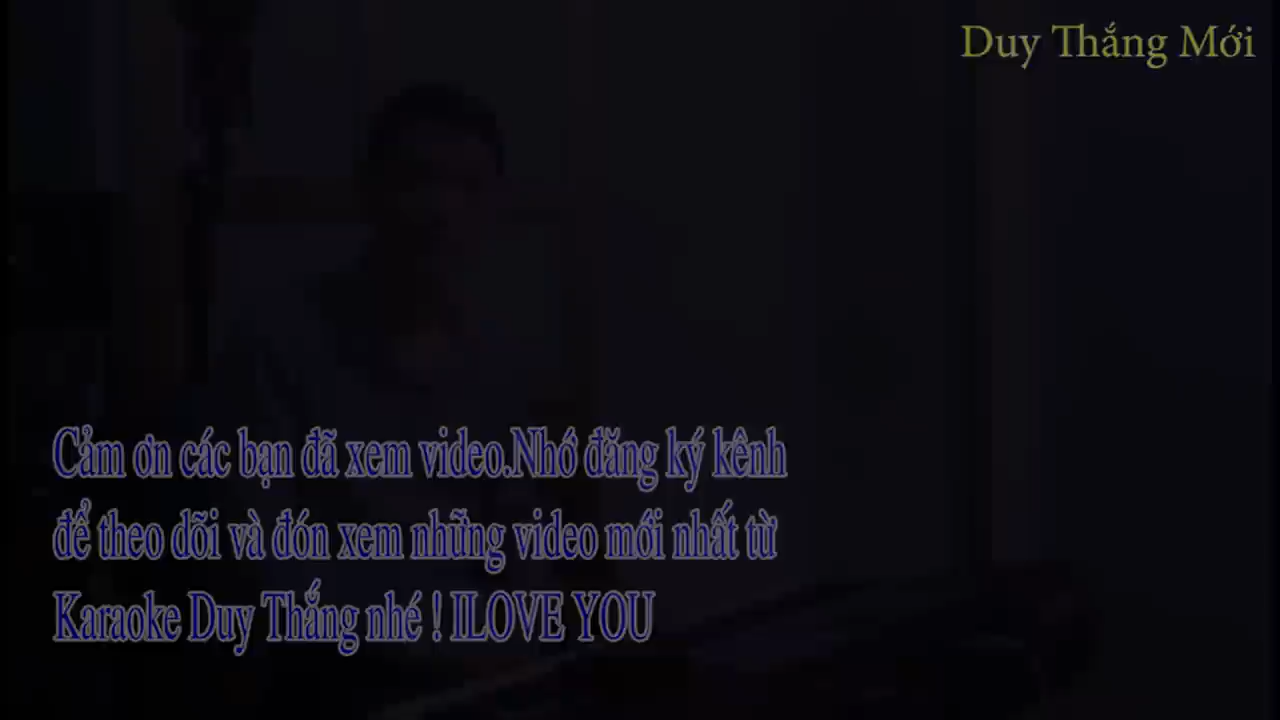 Duy Thắng Mới
Cảm ơn các bạn đã xem video.Nhớ đăng ký kênh
để theo dõi và đón xem những video mới nhất từ
Karaoke Duy Thắng nhé ! ILOVE YOU